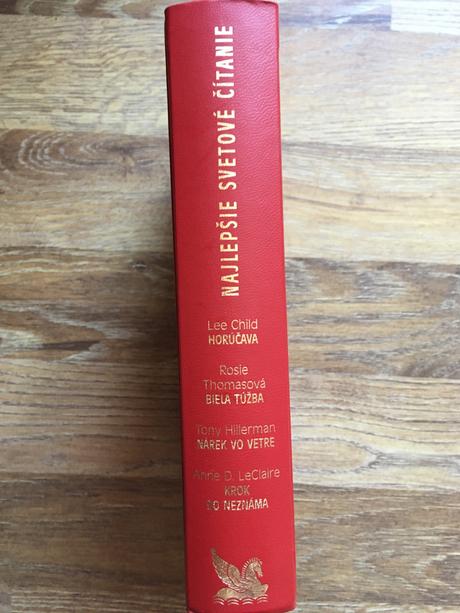 NAJLEPŠIE SVETOVÉ ČÍTANIE
Lee Child
HORÚČAVA
Rosie
Thomasová
BIELA TÚŽBA
Tony Hillerman
NÁREK VO VETRE
Anne D. LeClaire
KROK
DO NEZNÁMA